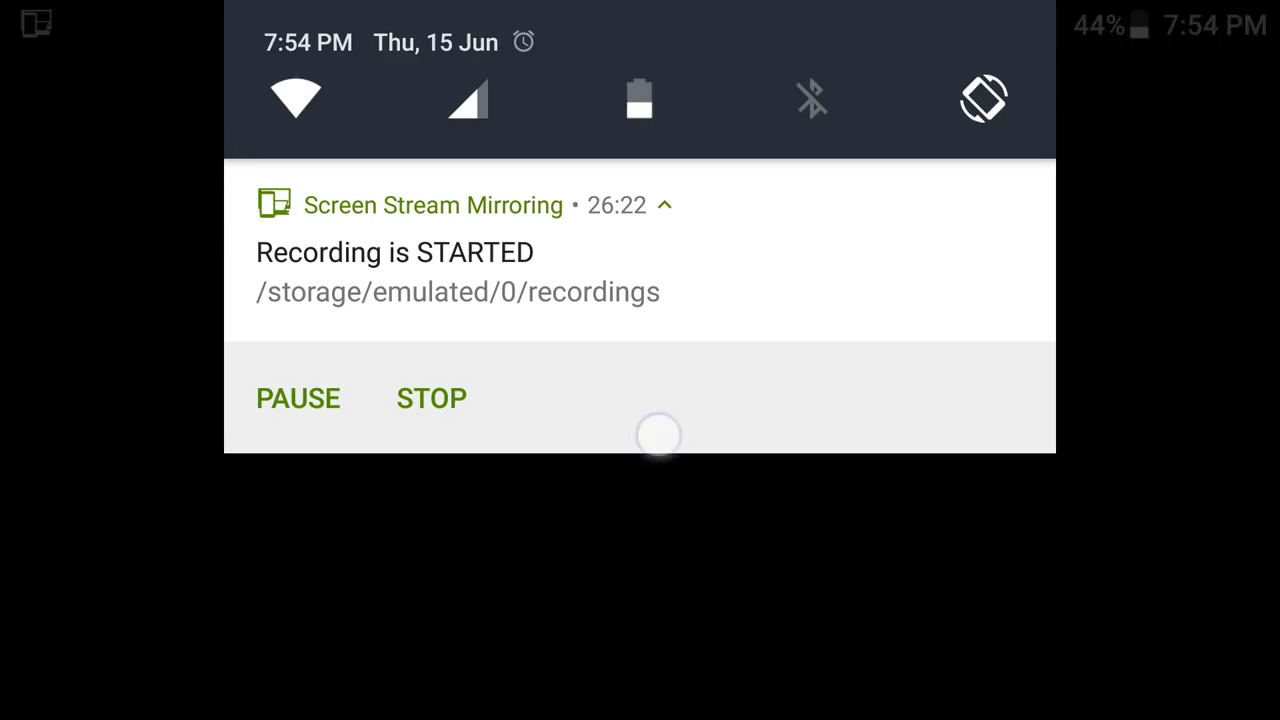 44% 7:54 PM
7:54 PM Thu, 15 Jun
Screen Stream Mirroring • 26:22
Recording is STARTED
/storage/emulated/0/recordings
PAUSE STOP